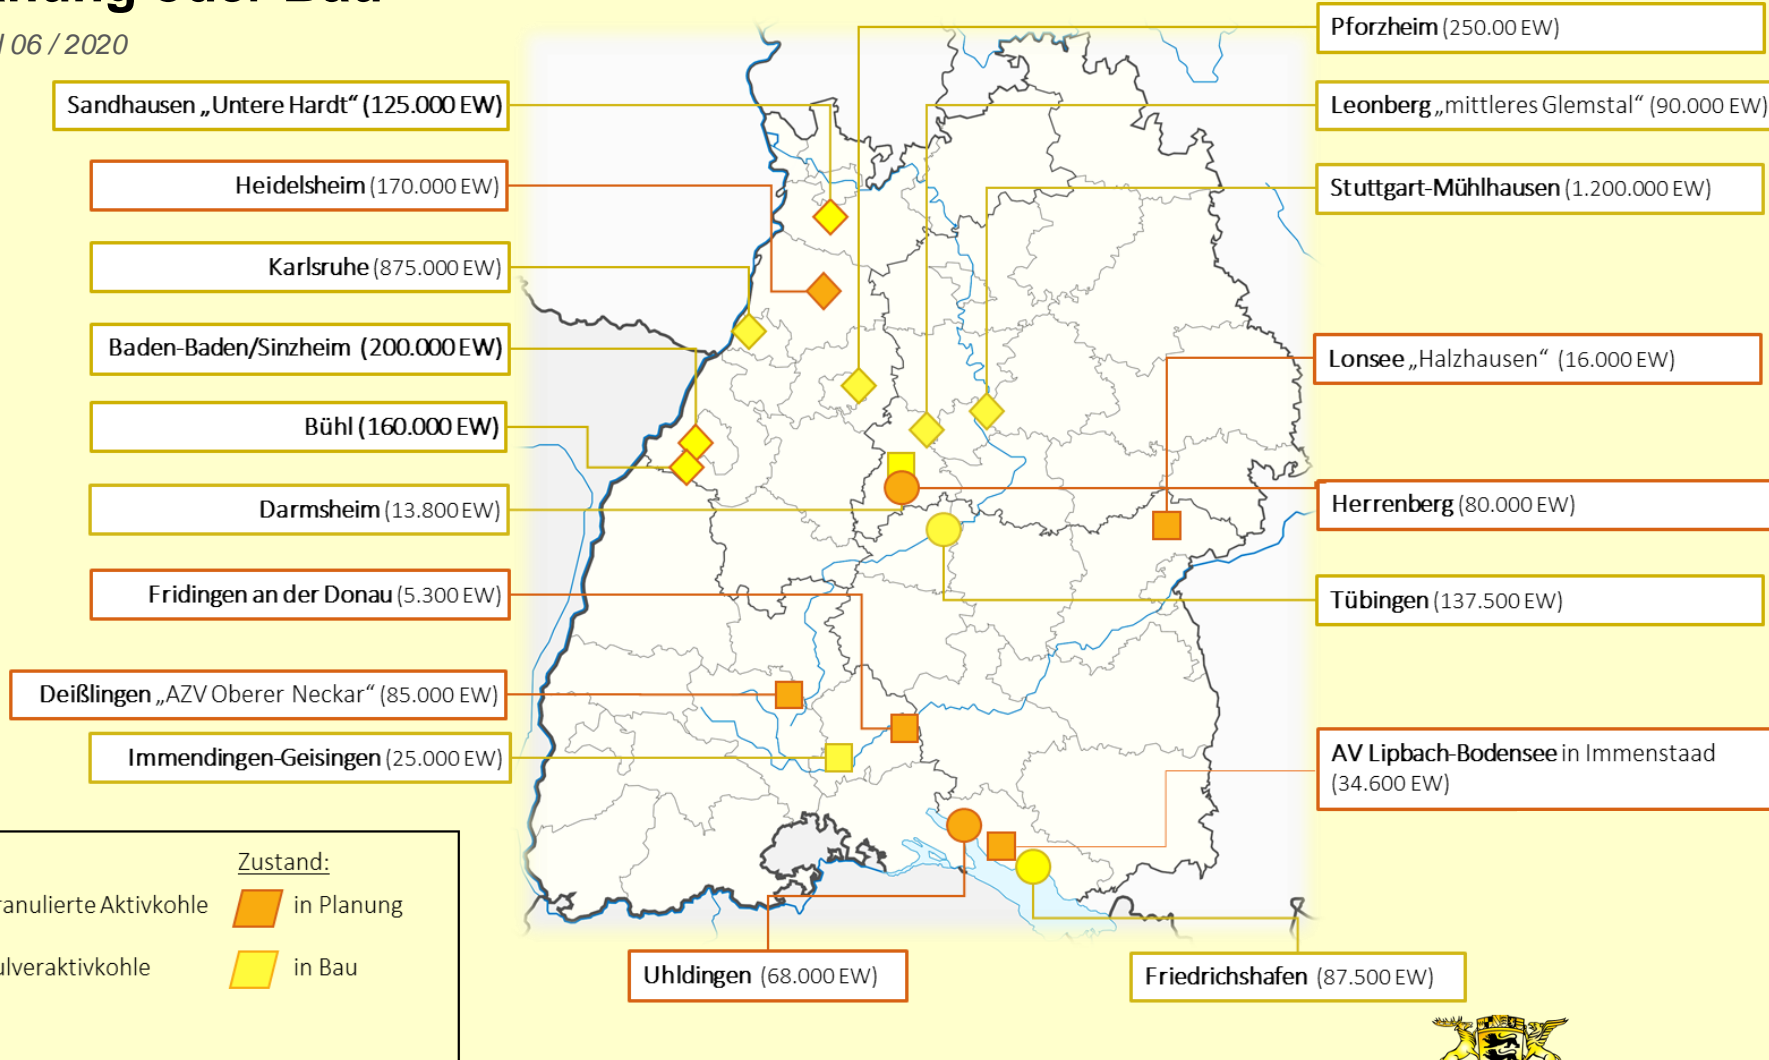 oder Bau
06 / 2020
Sandhausen „Untere Hardt“ (125.000 EW)
Heidelsheim (170.000 EW)
Karlsruhe (875.000 EW)
Baden-Baden/Sinzheim (200.000 EW)
Bühl (160.000 EW)
Darmsheim (13.800 EW)
Fridingen an der Donau (5.300 EW)
Deißlingen „AZV Oberer Neckar“ (85.000 EW)
Immendingen-Geisingen (25.000 EW)
Pforzheim (250.00 EW)
Leonberg „mittleres Glemstal“ (90.000 EW)
Stuttgart-Mühlhausen (1.200.000 EW)
Lonsee „Halzhausen“ (16.000 EW)
Herrenberg (80.000 EW)
Tübingen (137.500 EW)
AV Lipbach-Bodensee in Immenstaad
(34.600 EW)
Uhldingen (68.000 EW)
Friedrichshafen (87.500 EW)
Zustand:
ranulierte Aktivkohle
in Planung
ulveraktivkohle
in Bau